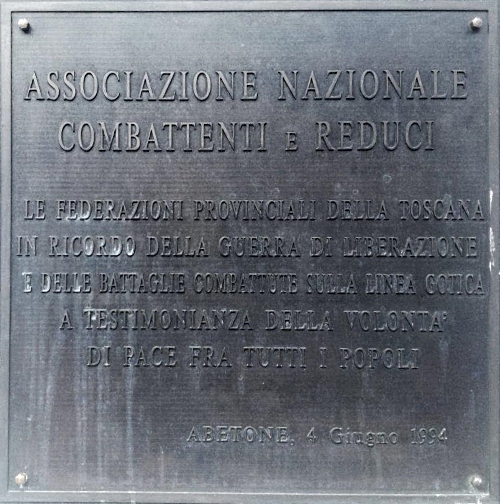 ASSOCIAZIONE NAZIONALE
COMBATTENTI E REDUCI
LE FEDERAZIONI PROVINCIALI DELLA TOSCANA
IN RICORDO DELLA GUERRA DI LIBERAZIONE
E DELLE BATTAGLIE COMBATTUTE SULLA LINEA GOTICA
A TESTIMONIANZA DELLA VOLONTA'
DI PACE FRA TUTTI I POPOLI
ABETONE, 4 Giugno 1994